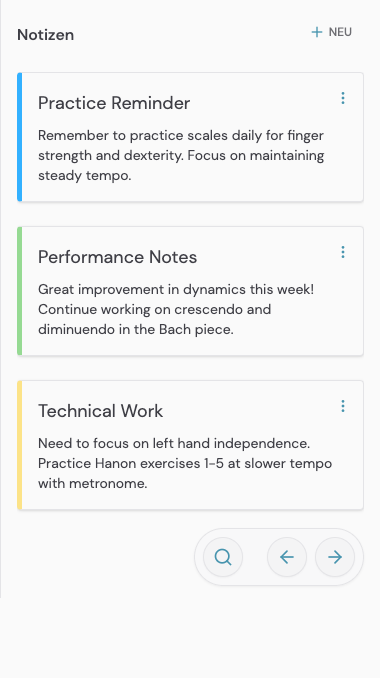 Notizen
NEU
Practice Reminder
Remember to practice scales daily for finger
strength and dexterity. Focus on maintaining
steady tempo.
Performance Notes
Great improvement in dynamics this week!
Continue working on crescendo and
diminuendo in the Bach piece.
Technical Work
Need to focus on left hand independence.
Practice Hanon exercises 1-5 at slower tempo
with metronome.